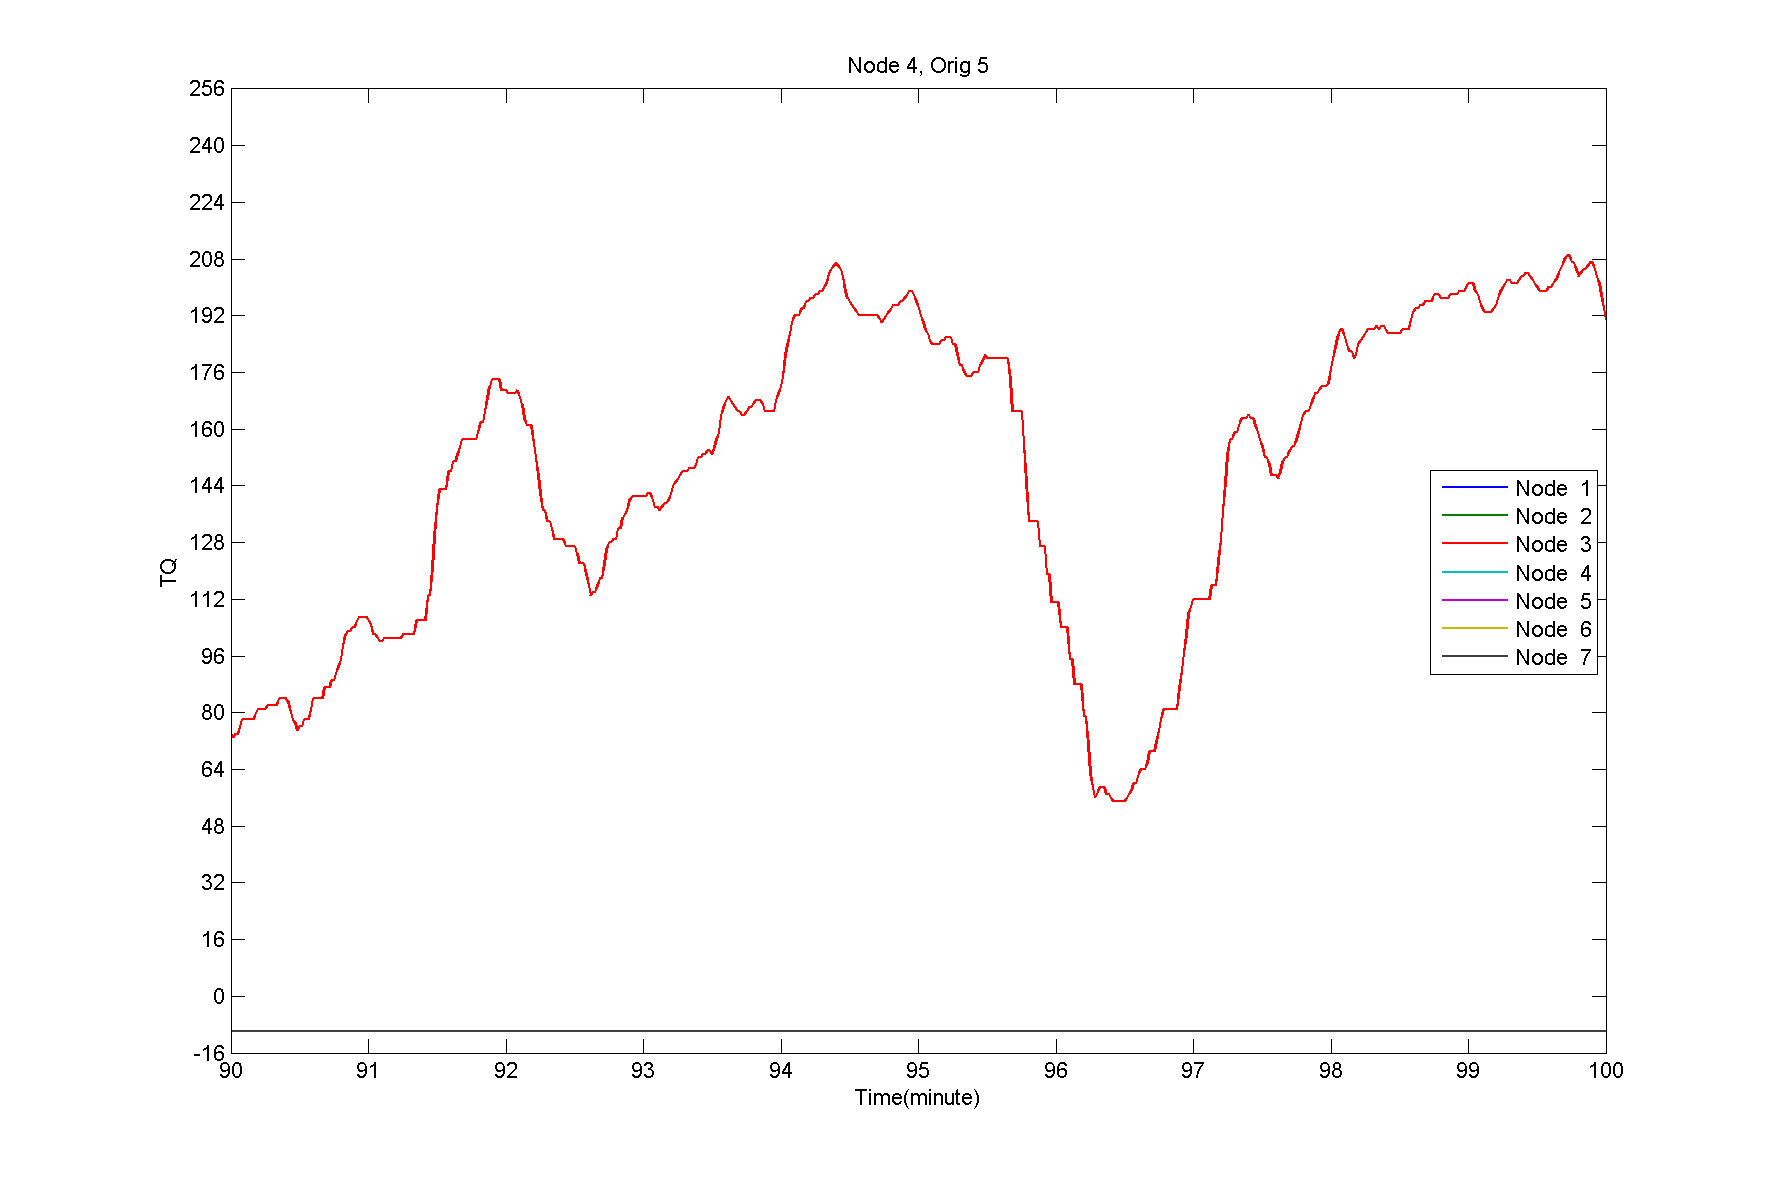 Node 4, Orig 5
256
240
224
208
192
176
160
144
128
112
96
80
64
48
32
16
0
-16
TQ
Node 1
Node 2
Node 3
Node 4
Node 5
Node 6
Node 7
90 91 92 93 94 95 96 97 98 99 100
Time(minute)